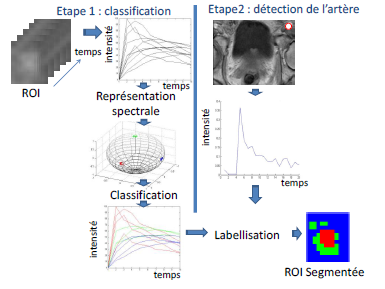 Etape 1 : classification
temps
ROI
intensité
temps
Représentation
spectrale
Classification
intensité
temps
Etape2 : détection de l'artère
intensité
temps
Labellisation
ROI Segmentée